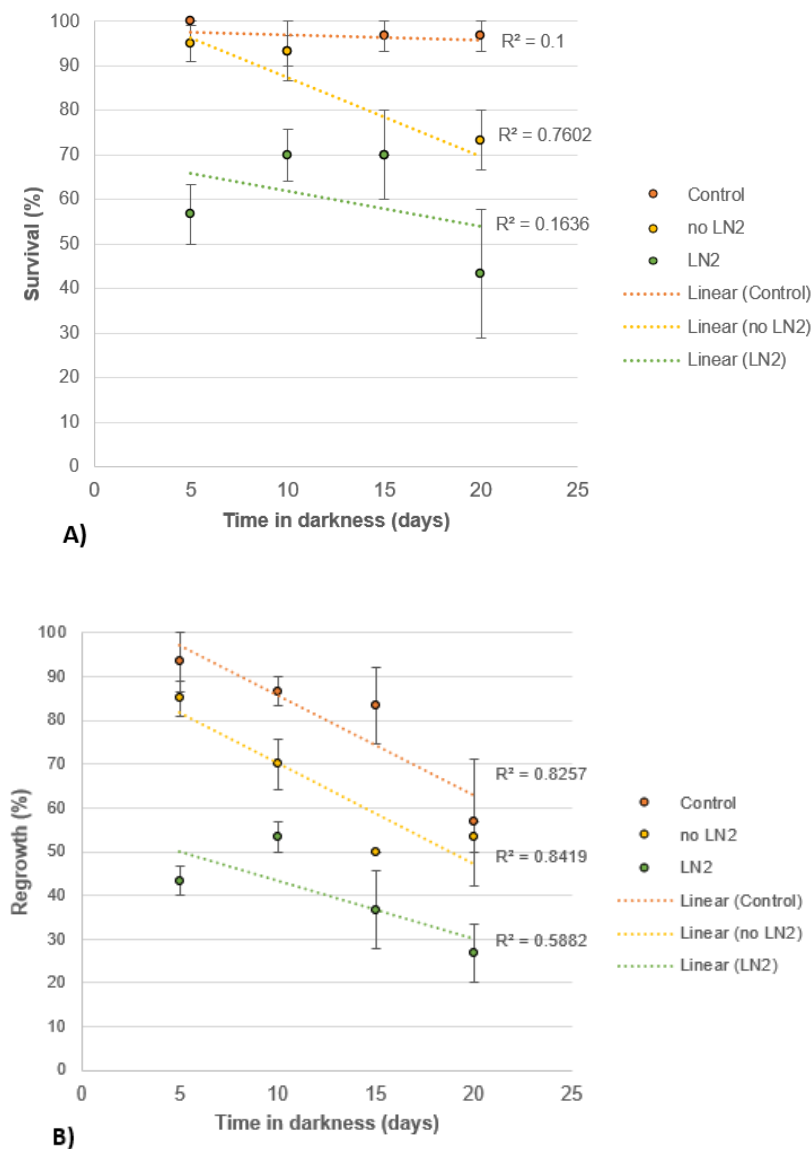 100
90
80
70
60
50
40
30
20
10
0
0 5 10 15 20 25
Survival (%)
Time in darkness (days)
R² = 0.1
R² = 0.7602
R² = 0.1636
Control
no LN2
LN2
Linear (Control)
Linear (no LN2)
Linear (LN2)
A)
100
90
80
70
60
50
40
30
20
10
0
0 5 10 15 20 25
Regrowth (%)
Time in darkness (days)
R² = 0.8257
R² = 0.8419
R² = 0.5882
Control
no LN2
LN2
Linear (Control)
Linear (no LN2)
Linear (LN2)
B)